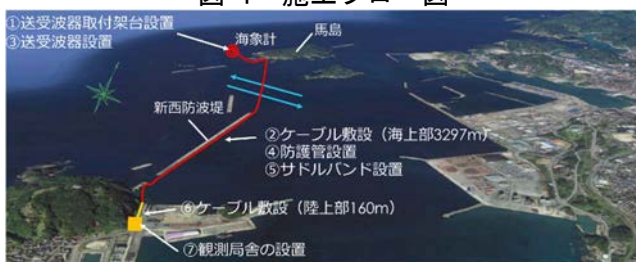 図-1 施工フロー図
①送受波器取付架台設置
③送受波器設置
海象計
馬島
新西防波堤
②ケーブル敷設（海上部3297m）
④防護管設置
⑤サドルバンド設置
⑥ケーブル敷設（陸上部160m）
⑦観測局舎の設置